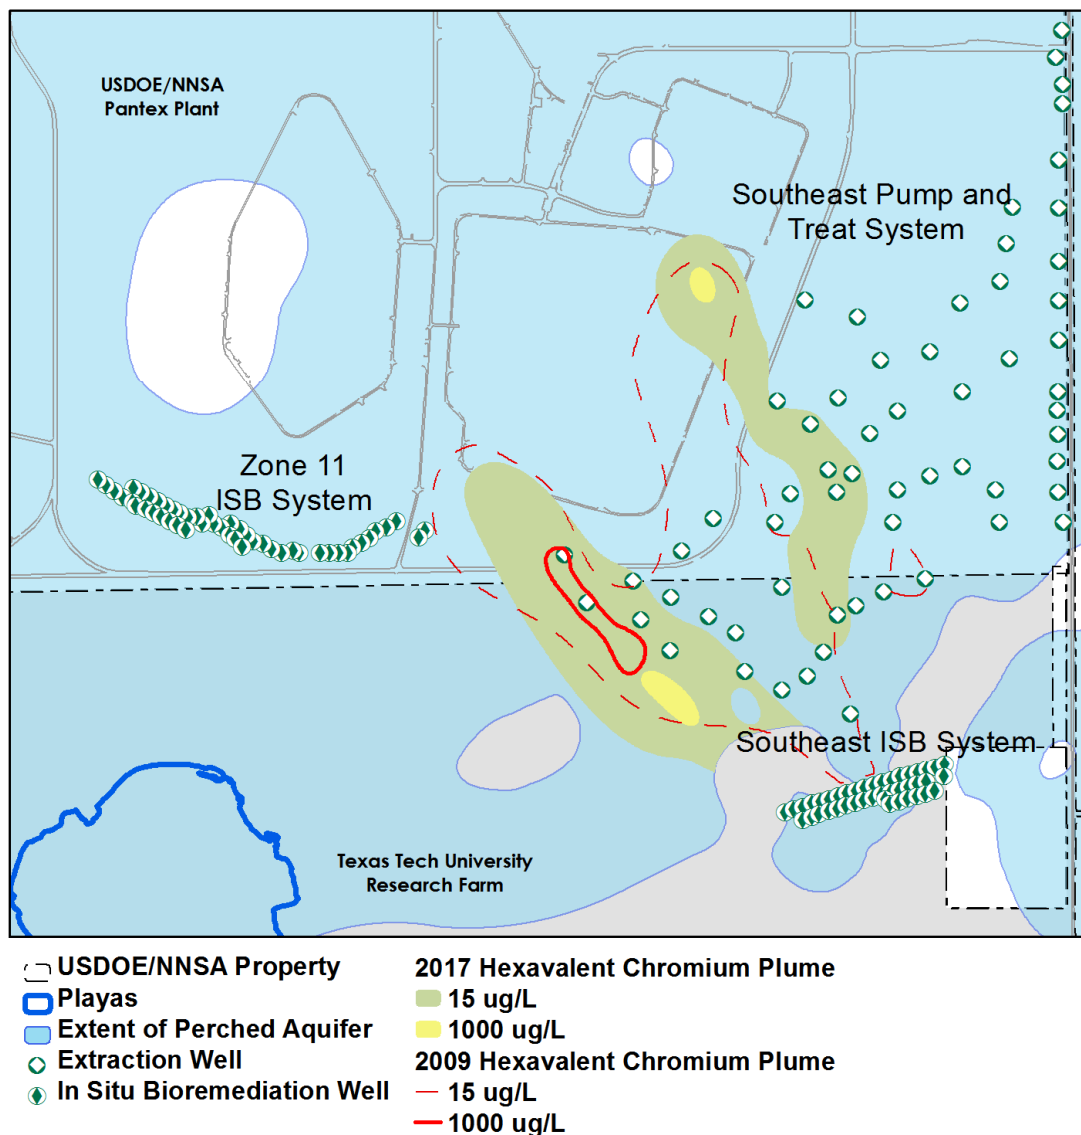 USDOE/NNSA
Pantex Plant
Southeast Pump and
Treat System
Zone 11
ISB System
Southeast ISB System
Texas Tech University
Research Farm
USDOE/NNSA Property
Playas
Extent of Perched Aquifer
Extraction Well
In Situ Bioremediation Well
2017 Hexavalent Chromium Plume
15 ug/L
1000 ug/L
2009 Hexavalent Chromium Plume
15 ug/L
1000 ug/L